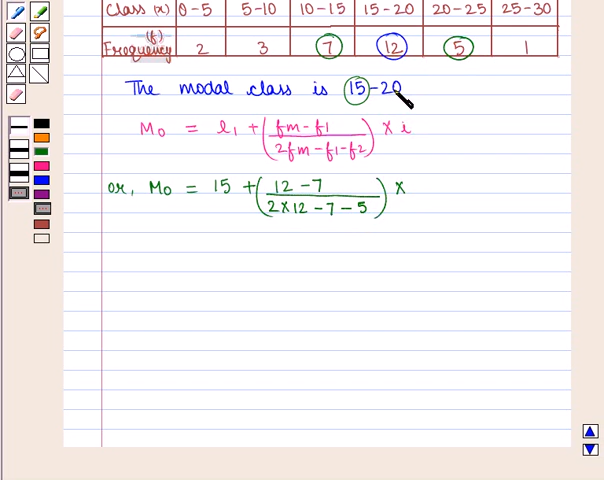 Class (x) 0-5 5-10 10-15 15-20 20-25 25-30
(f)
Frequency 2 3 7 12 5 1
The modal class is 15-20
Mo = l1 + (fm-f1 / 2fm-f1-f2) × i
or, Mo = 15 + (12-7 / 2×12-7-5) ×